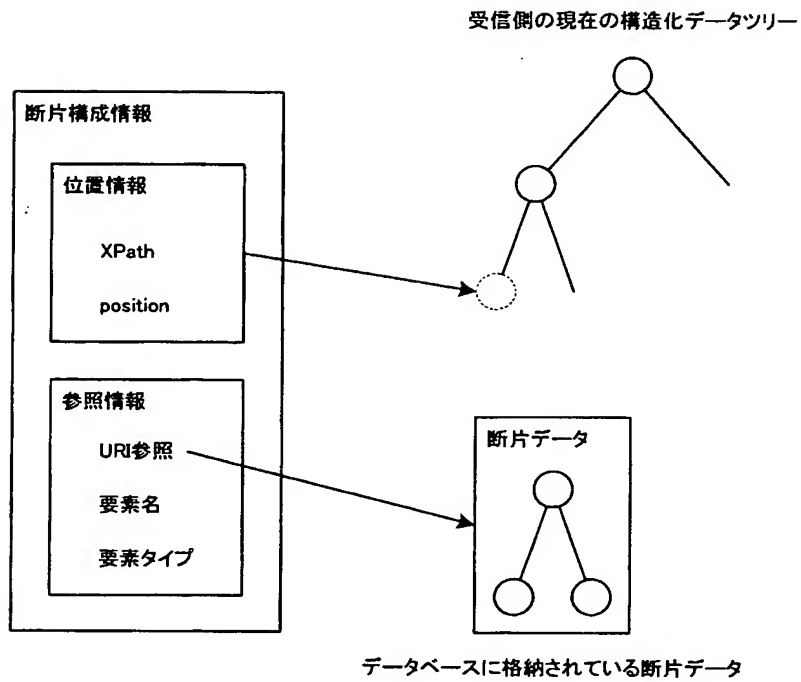 受信側の現在の構造化データツリー
断片構成情報
位置情報
XPath
position
参照情報
URI参照
要素名
要素タイプ
断片データ
データベースに格納されている断片データ